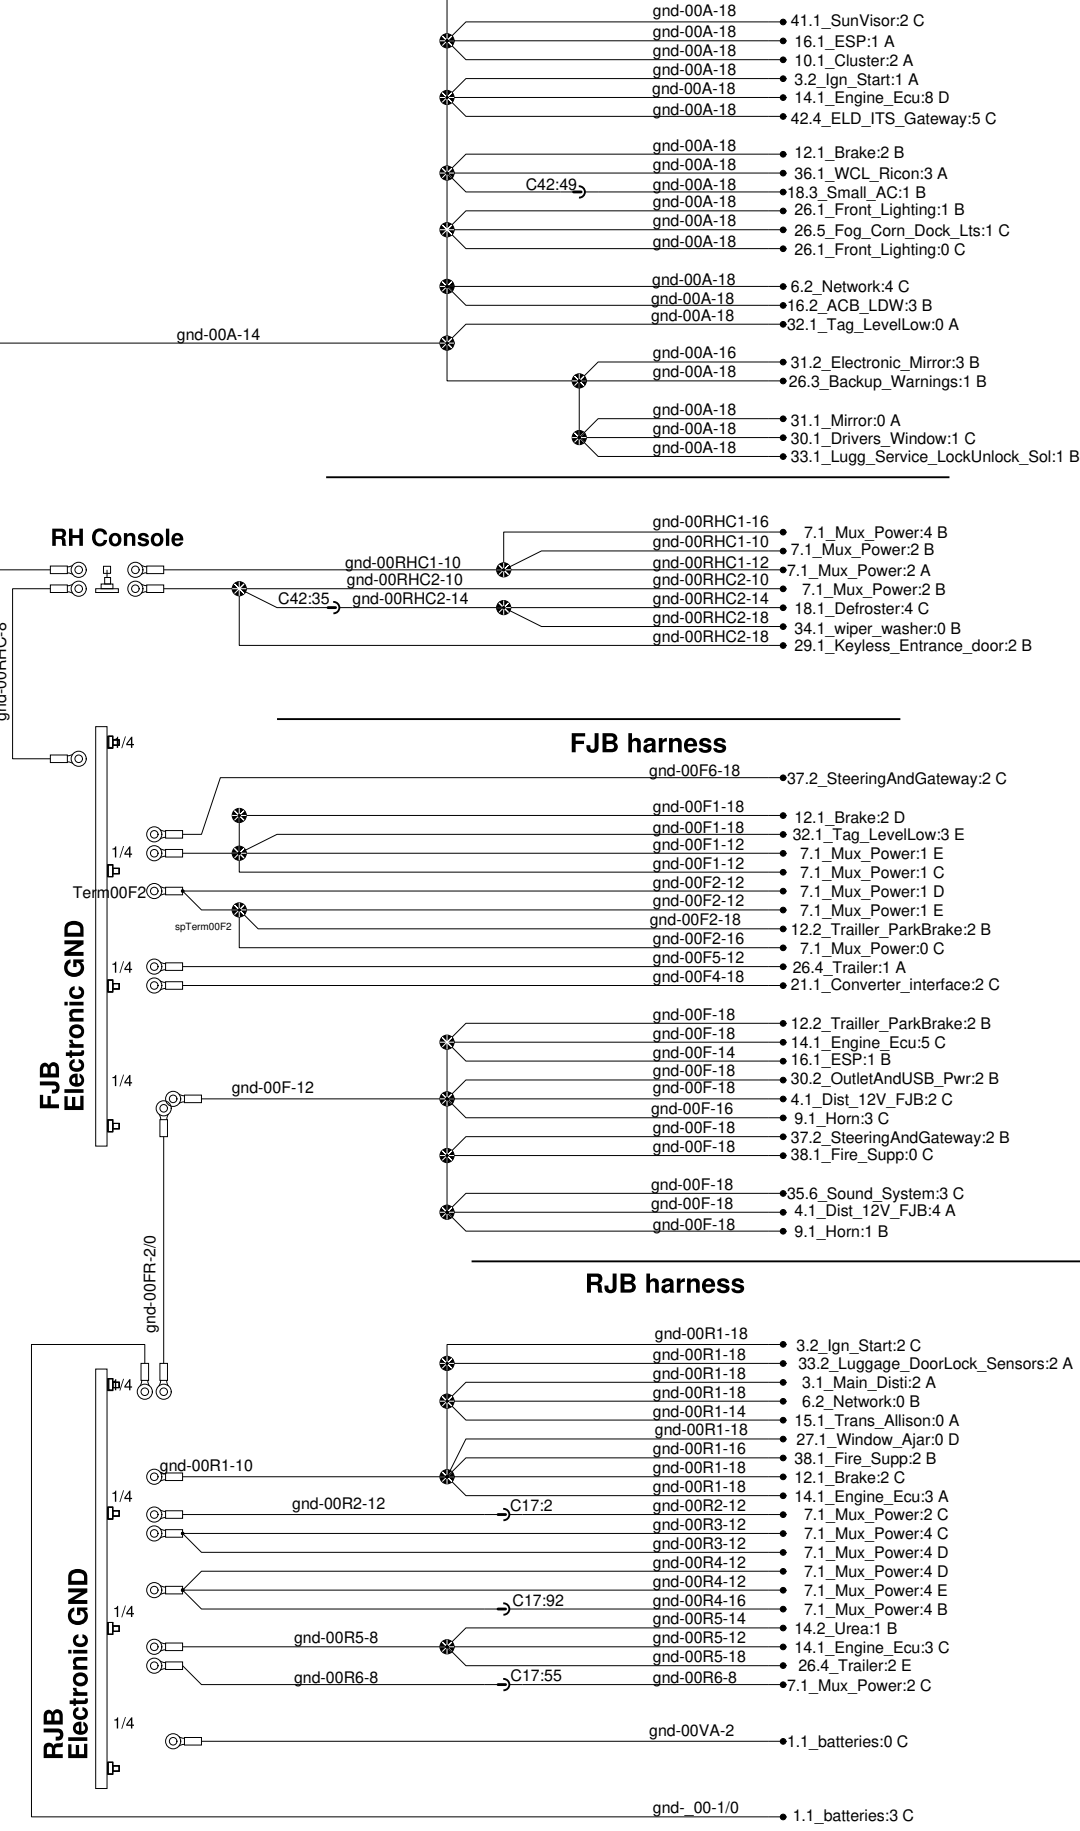 gnd-00A-18 41.1_SunVisor:2 C
gnd-00A-18 16.1_ESP:1 A
gnd-00A-18 10.1_Cluster:2 A
gnd-00A-18 3.2_Ign_Start:1 A
gnd-00A-18 14.1_Engine_Ecu:8 D
gnd-00A-18 42.4_ELD_ITS_Gateway:5 C
gnd-00A-18 12.1_Brake:2 B
gnd-00A-18 36.1_WCL_Ricon:3 A
C42:49 gnd-00A-18 18.3_Small_AC:1 B
gnd-00A-18 26.1_Front_Lighting:1 B
gnd-00A-18 26.5_Fog_Corn_Dock_Lts:1 C
gnd-00A-18 26.1_Front_Lighting:0 C
gnd-00A-18 6.2_Network:4 C
gnd-00A-18 16.2_ACB_LDW:3 B
gnd-00A-18 32.1_Tag_LevelLow:0 A
gnd-00A-14
gnd-00A-16 31.2_Electronic_Mirror:3 B
gnd-00A-18 26.3_Backup_Warnings:1 B
gnd-00A-18 31.1_Mirror:0 A
gnd-00A-18 30.1_Drivers_Window:1 C
gnd-00A-18 33.1_Lugg_Service_LockUnlock_Sol:1 B
RH Console
gnd-00RHC1-16 7.1_Mux_Power:4 B
gnd-00RHC1-10 7.1_Mux_Power:2 B
gnd-00RHC1-10 gnd-00RHC1-12 7.1_Mux_Power:2 A
gnd-00RHC2-10 gnd-00RHC2-10 7.1_Mux_Power:2 B
C42:35 gnd-00RHC2-14 gnd-00RHC2-14 18.1_Defroster:4 C
gnd-00RHC2-18 34.1_wiper_washer:0 B
gnd-00RHC2-18 29.1_Keyless_Entrance_door:2 B
gnd-00RHC-8
FJB harness
1/4
gnd-00F6-18 37.2_SteeringAndGateway:2 C
gnd-00F1-18 12.1_Brake:2 D
gnd-00F1-18 32.1_Tag_LevelLow:3 E
1/4 gnd-00F1-12 7.1_Mux_Power:1 E
gnd-00F1-12 7.1_Mux_Power:1 C
Term00F2 gnd-00F2-12 7.1_Mux_Power:1 D
gnd-00F2-12 7.1_Mux_Power:1 E
spTerm00F2 gnd-00F2-18 12.2_Trailler_ParkBrake:2 B
gnd-00F2-16 7.1_Mux_Power:0 C
1/4 gnd-00F5-12 26.4_Trailer:1 A
gnd-00F4-18 21.1_Converter_interface:2 C
FJB
Electronic GND
gnd-00F-18 12.2_Trailler_ParkBrake:2 B
gnd-00F-18 14.1_Engine_Ecu:5 C
gnd-00F-14 16.1_ESP:1 B
1/4 gnd-00F-18 30.2_OutletAndUSB_Pwr:2 B
gnd-00F-12 gnd-00F-18 4.1_Dist_12V_FJB:2 C
gnd-00F-16 9.1_Horn:3 C
gnd-00F-18 37.2_SteeringAndGateway:2 B
gnd-00F-18 38.1_Fire_Supp:0 C
gnd-00F-18 35.6_Sound_System:3 C
gnd-00F-18 4.1_Dist_12V_FJB:4 A
gnd-00F-18 9.1_Horn:1 B
gnd-00FR-2/0
RJB harness
gnd-00R1-18 3.2_Ign_Start:2 C
gnd-00R1-18 33.2_Luggage_DoorLock_Sensors:2 A
1/4 gnd-00R1-18 3.1_Main_Disti:2 A
gnd-00R1-18 6.2_Network:0 B
gnd-00R1-14 15.1_Trans_Allison:0 A
gnd-00R1-18 27.1_Window_Ajar:0 D
gnd-00R1-16 38.1_Fire_Supp:2 B
gnd-00R1-10 gnd-00R1-18 12.1_Brake:2 C
1/4 gnd-00R1-18 14.1_Engine_Ecu:3 A
gnd-00R2-12 C17:2 gnd-00R2-12 7.1_Mux_Power:2 C
gnd-00R3-12 7.1_Mux_Power:4 C
gnd-00R3-12 7.1_Mux_Power:4 D
gnd-00R4-12 7.1_Mux_Power:4 D
gnd-00R4-12 7.1_Mux_Power:4 E
1/4 C17:92 gnd-00R4-16 7.1_Mux_Power:4 B
gnd-00R5-14 14.2_Urea:1 B
gnd-00R5-8 gnd-00R5-12 14.1_Engine_Ecu:3 C
gnd-00R5-18 26.4_Trailer:2 E
gnd-00R6-8 C17:55 gnd-00R6-8 7.1_Mux_Power:2 C
RJB
Electronic GND
1/4
gnd-00VA-2 1.1_batteries:0 C
gnd-_00-1/0 1.1_batteries:3 C